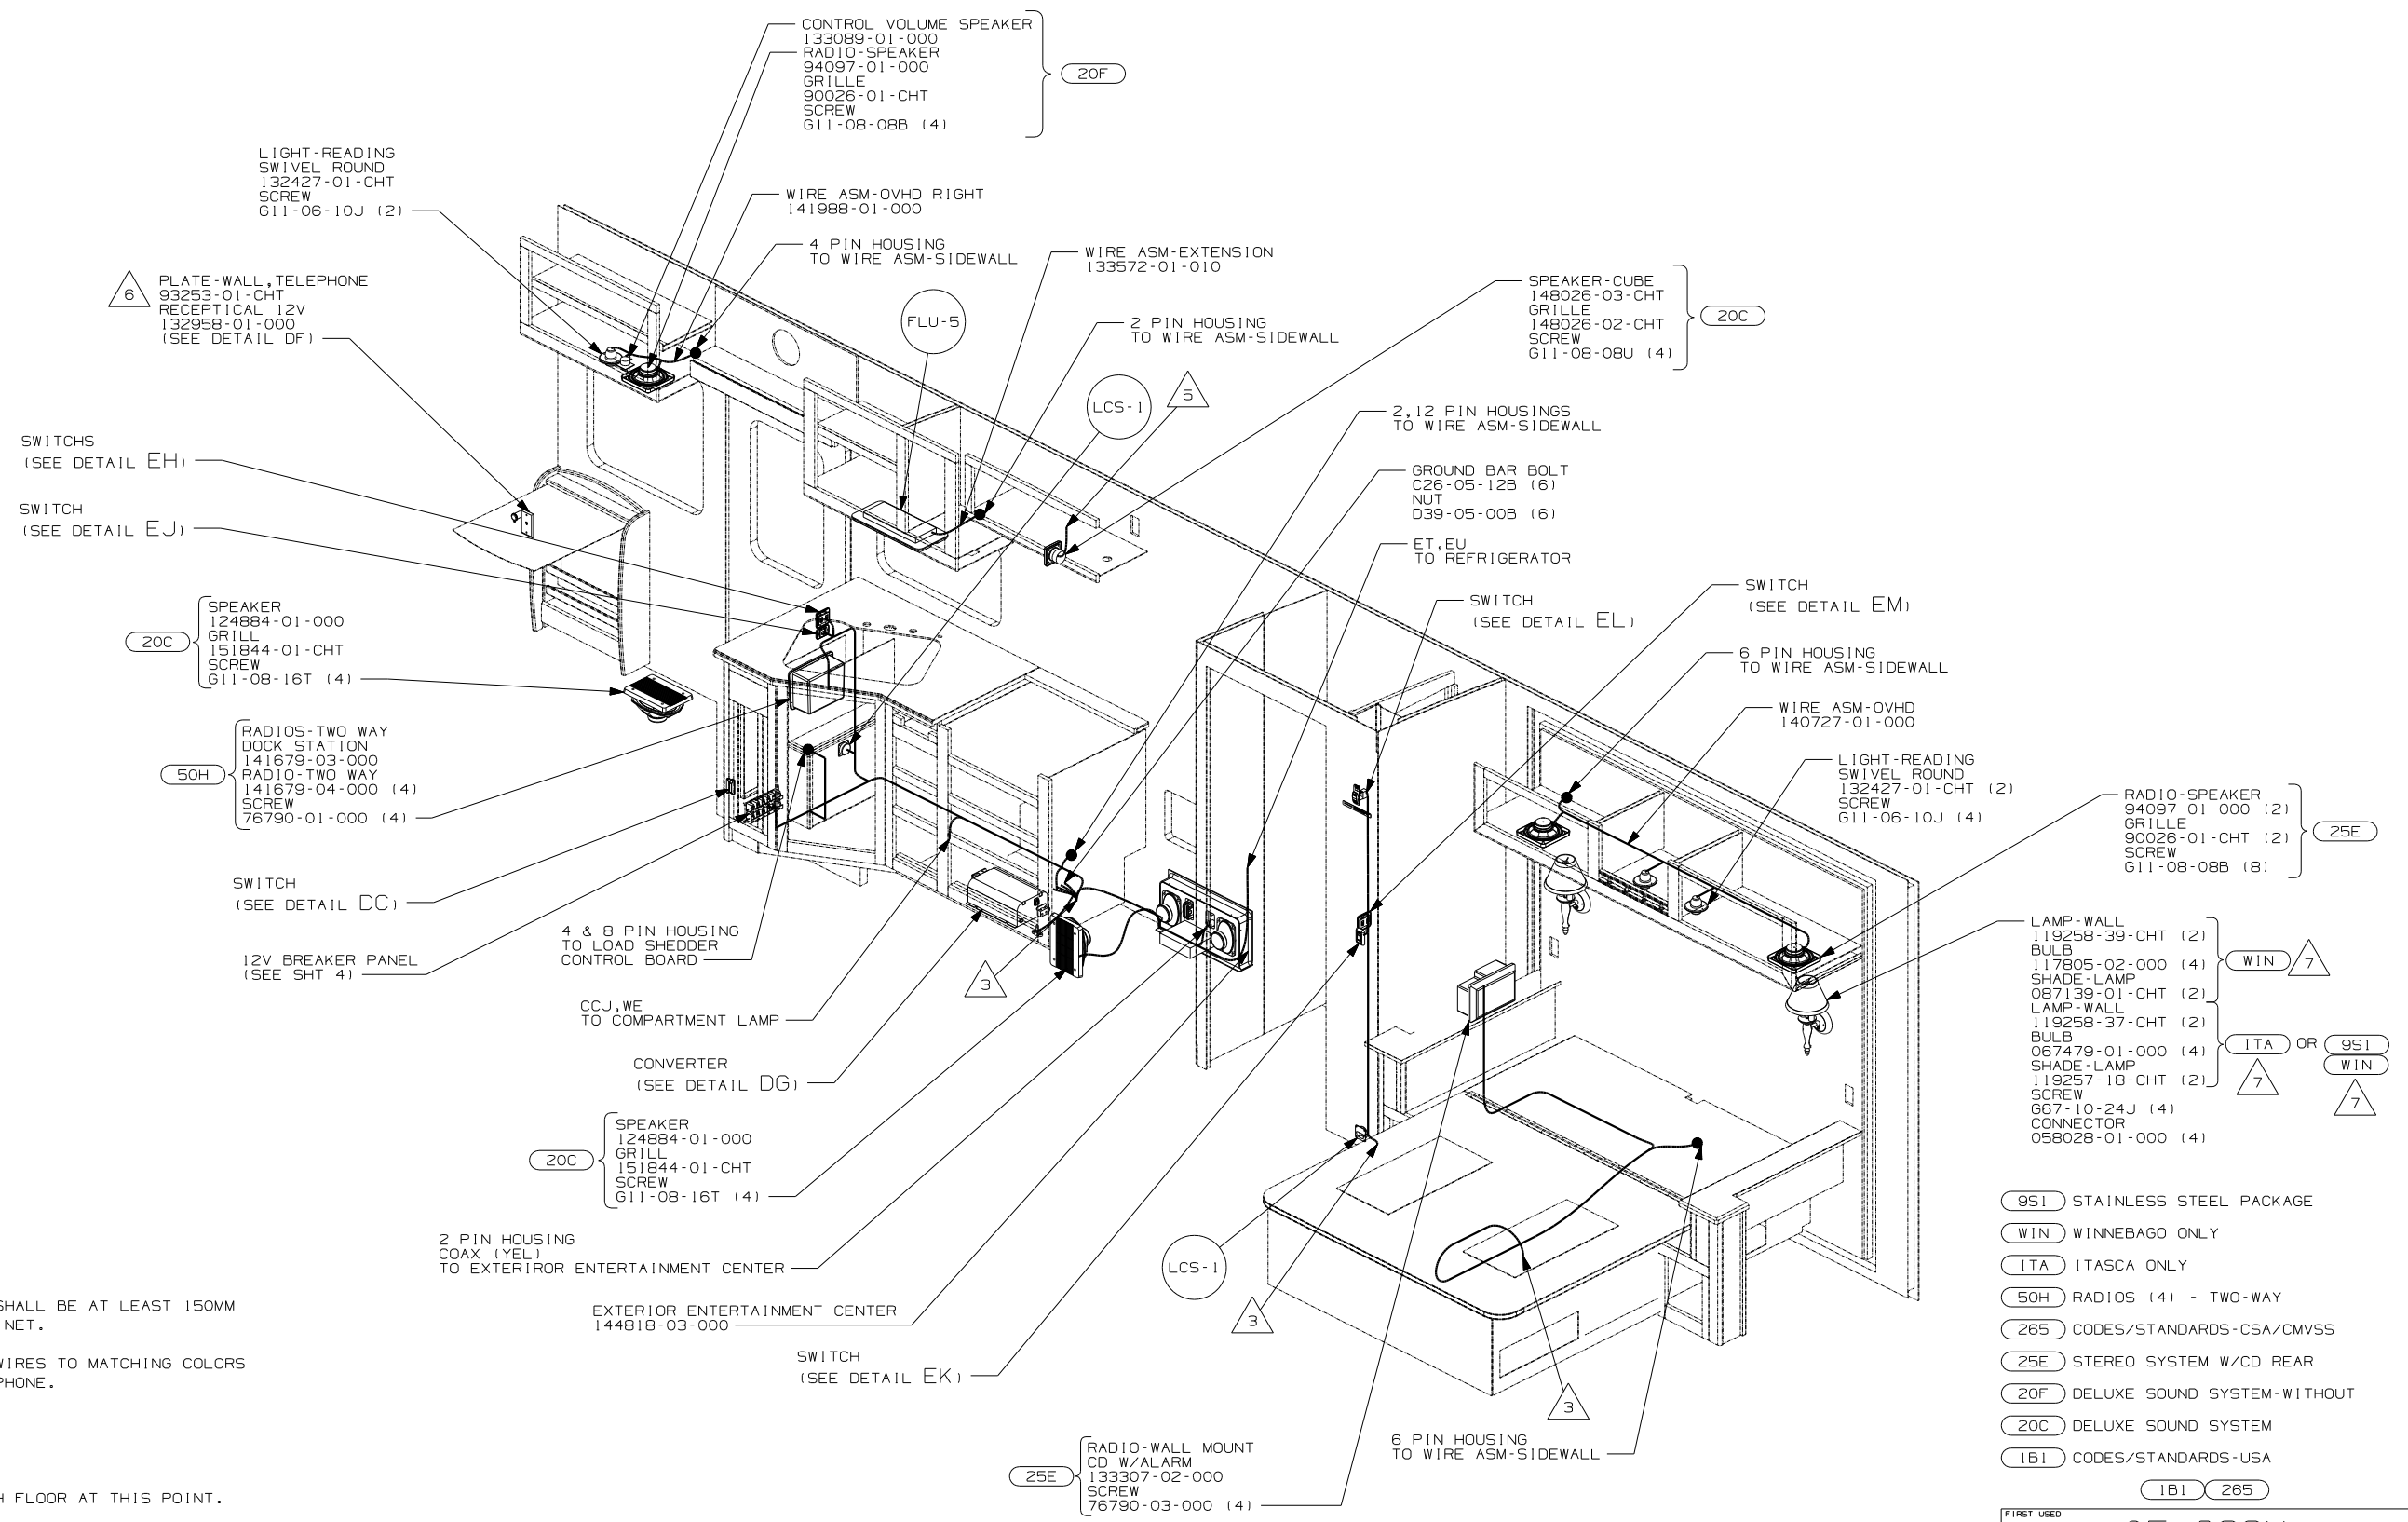 CONTROL VOLUME SPEAKER
133089-01-000
RADIO-SPEAKER
94097-01-000
GRILLE
90026-01-CHT
SCREW
G11-08-08B (4)
20F
LIGHT-READING
SWIVEL ROUND
132427-01-CHT
SCREW
G11-06-10J (2)
WIRE ASM-OVHD RIGHT
141988-01-000
4 PIN HOUSING
TO WIRE ASM-SIDEWALL
WIRE ASM-EXTENSION
133572-01-010
6
PLATE-WALL,TELEPHONE
93253-01-CHT
RECEPTICAL 12V
132958-01-000
(SEE DETAIL DF)
FLU-5
2 PIN HOUSING
TO WIRE ASM-SIDEWALL
SPEAKER-CUBE
148026-03-CHT
GRILLE
148026-02-CHT
SCREW
G11-08-08U (4)
20C
LCS-1
5
2,12 PIN HOUSINGS
TO WIRE ASM-SIDEWALL
SWITCHS
(SEE DETAIL EH)
GROUND BAR BOLT
C26-05-12B (6)
NUT
D39-05-00B (6)
SWITCH
(SEE DETAIL EJ)
ET,EU
TO REFRIGERATOR
SWITCH
(SEE DETAIL EL)
SWITCH
(SEE DETAIL EM)
20C
SPEAKER
124884-01-000
GRILL
151844-01-CHT
SCREW
G11-08-16T (4)
6 PIN HOUSING
TO WIRE ASM-SIDEWALL
WIRE ASM-OVHD
140727-01-000
50H
RADIOS-TWO WAY
DOCK STATION
141679-03-000
RADIO-TWO WAY
141679-04-000 (4)
SCREW
76790-01-000 (4)
LIGHT-READING
SWIVEL ROUND
132427-01-CHT (2)
SCREW
G11-06-10J (4)
RADIO-SPEAKER
94097-01-000 (2)
GRILLE
90026-01-CHT (2)
SCREW
G11-08-08B (8)
25E
SWITCH
(SEE DETAIL DC)
12V BREAKER PANEL
(SEE SHT 4)
4 & 8 PIN HOUSING
TO LOAD SHEDDER
CONTROL BOARD
3
CCJ,WE
TO COMPARTMENT LAMP
CONVERTER
(SEE DETAIL DG)
LAMP-WALL
119258-39-CHT (2)
BULB
117805-02-000 (4)
SHADE-LAMP
087139-01-CHT (2)
WIN
7
LAMP-WALL
119258-37-CHT (2)
BULB
067479-01-000 (4)
SHADE-LAMP
119257-18-CHT (2)
ITA OR 9S1
WIN
7
7
SCREW
G67-10-24J (4)
CONNECTOR
058028-01-000 (4)
20C
SPEAKER
124884-01-000
GRILL
151844-01-CHT
SCREW
G11-08-16T (4)
2 PIN HOUSING
COAX (YEL)
TO EXTERIROR ENTERTAINMENT CENTER
EXTERIOR ENTERTAINMENT CENTER
144818-03-000
SWITCH
(SEE DETAIL EK)
LCS-1
3
3
25E
RADIO-WALL MOUNT
CD W/ALARM
133307-02-000
SCREW
76790-03-000 (4)
6 PIN HOUSING
TO WIRE ASM-SIDEWALL
SHALL BE AT LEAST 150MM
NET.
WIRES TO MATCHING COLORS
PHONE.
H FLOOR AT THIS POINT.
9S1 STAINLESS STEEL PACKAGE
WIN WINNEBAGO ONLY
ITA ITASCA ONLY
50H RADIOS (4) - TWO-WAY
265 CODES/STANDARDS-CSA/CMVSS
25E STEREO SYSTEM W/CD REAR
20F DELUXE SOUND SYSTEM-WITHOUT
20C DELUXE SOUND SYSTEM
1B1 CODES/STANDARDS-USA
1B1 265
FIRST USED